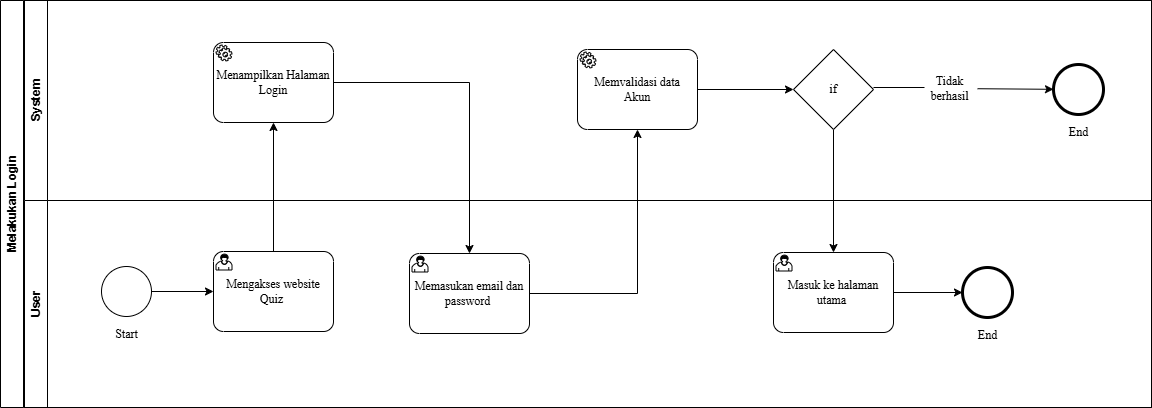 Melakukan Login
System
User
Menampilkan Halaman
Login
Memvalidasi data
Akun
if
Tidak
berhasil
End
Start
Mengakses website
Quiz
Memasukan email dan
password
Masuk ke halaman
utama
End